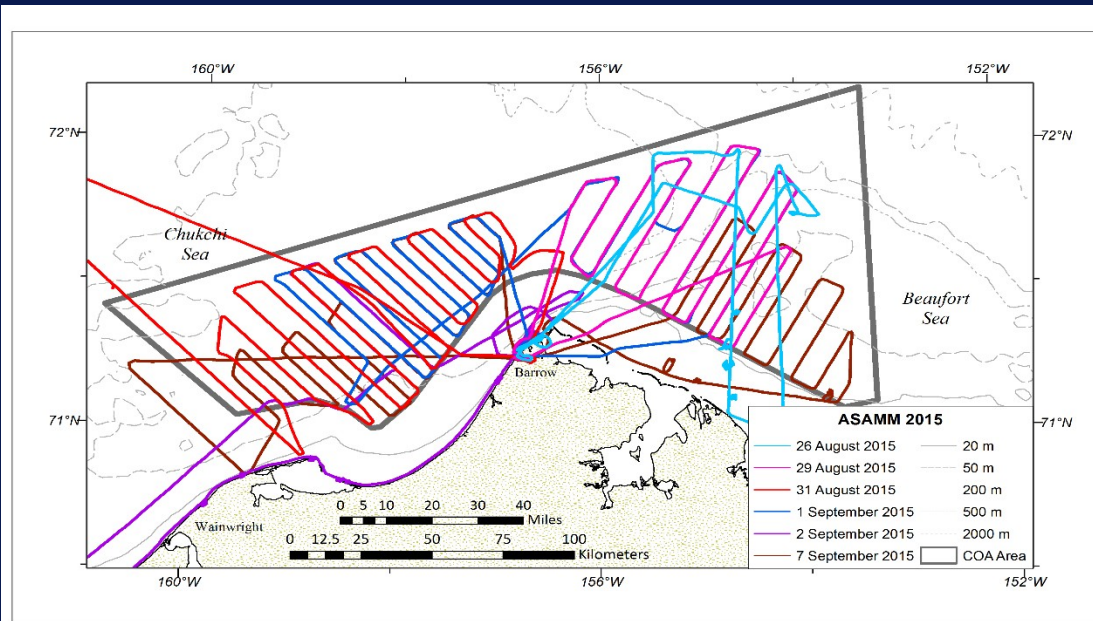 160°W 156°W 152°W
72°N 72°N
Chukchi
Sea
Beaufort
Sea
Barrow
71°N 71°N
ASAMM 2015
26 August 2015 20 m
29 August 2015 50 m
31 August 2015 200 m
1 September 2015 500 m
2 September 2015 2000 m
7 September 2015 COA Area
0 5 10 20 30 40
Miles
Wainwright
0 12.5 25 50 75 100
Kilometers
160°W 156°W 152°W